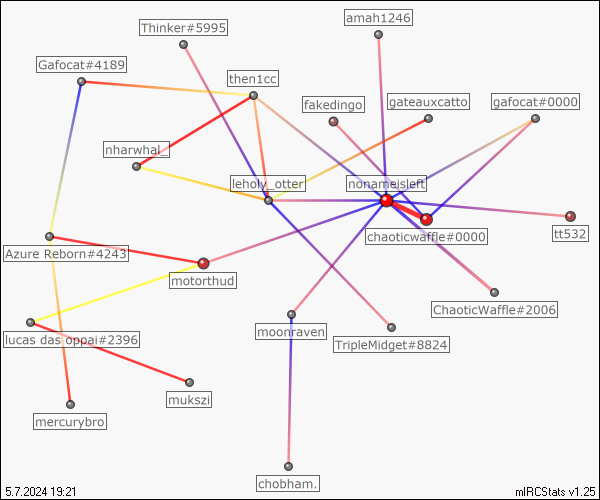 amah1246
Thinker#5995
Gafocat#4189
then1cc
fakedingo
gateauxcatto
gafocat#0000
nharwhal_
leholy_otter
nonameisleft
chaoticwaffle#0000
tt532
Azure Reborn#4243
motorthud
ChaoticWaffle#2006
moonraven
lucas das oppai#2396
TripleMidget#8824
mukszi
mercurybro
chobham.
5.7.2024 19:21
mIRCStats v1.25